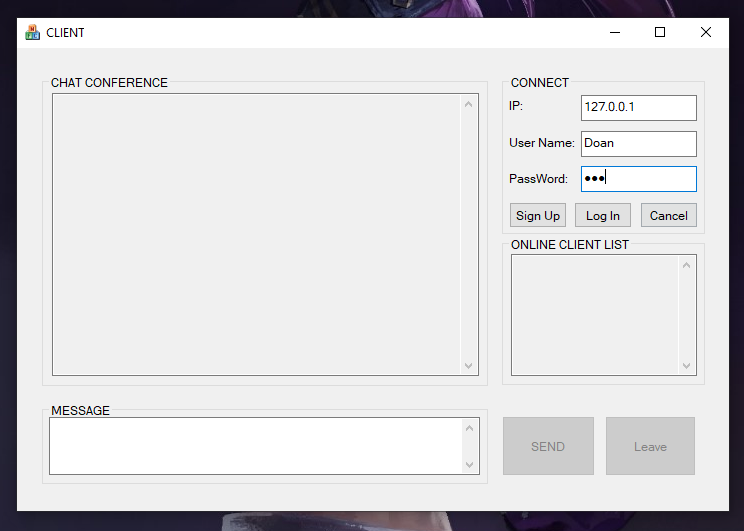 CLIENT
CHAT CONFERENCE
CONNECT
IP:
127.0.0.1
User Name:
Doan
PassWord:
●●●
Sign Up
Log In
Cancel
ONLINE CLIENT LIST
MESSAGE
SEND
Leave